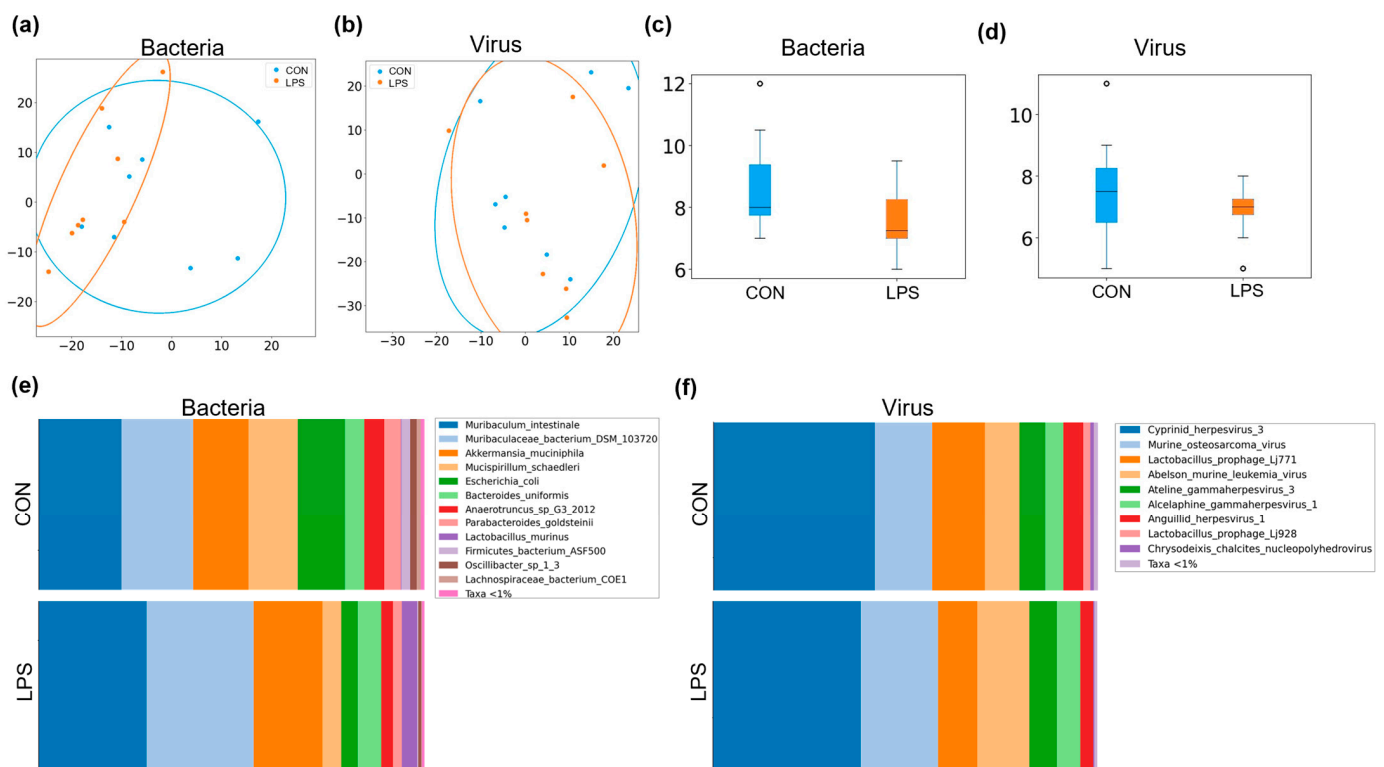 (a)
Bacteria
CON
LPS
20
10
0
−10
−20
−20
−10
0
10
20
(b)
Virus
CON
LPS
20
10
0
−10
−20
−30
−30
−20
−10
0
10
20
(c)
Bacteria
12
10
8
6
CON
LPS
(d)
Virus
10
8
6
CON
LPS
(e)
Bacteria
CON
LPS
Muribaculum_intestinale
Muribaculaceae_bacterium_DSM_103720
Akkermansia_muciniphila
Mucispirillum_schaedleri
Escherichia_coli
Bacteroides_uniformis
Anaerotruncus_sp_G3_2012
Parabacteroides_goldsteinii
Lactobacillus_murinus
Firmicutes_bacterium_ASF500
Oscillibacter_sp_1_3
Lachnospiraceae_bacterium_COE1
Taxa <1%
(f)
Virus
CON
LPS
Cyprinid_herpesvirus_3
Murine_osteosarcoma_virus
Lactobacillus_prophage_Lj771
Abelson_murine_leukemia_virus
Ateline_gammaherpesvirus_3
Alcelaphine_gammaherpesvirus_1
Anguillid_herpesvirus_1
Lactobacillus_prophage_Lj928
Chrysodeixis_chalcites_nucleopolyhedrovirus
Taxa <1%